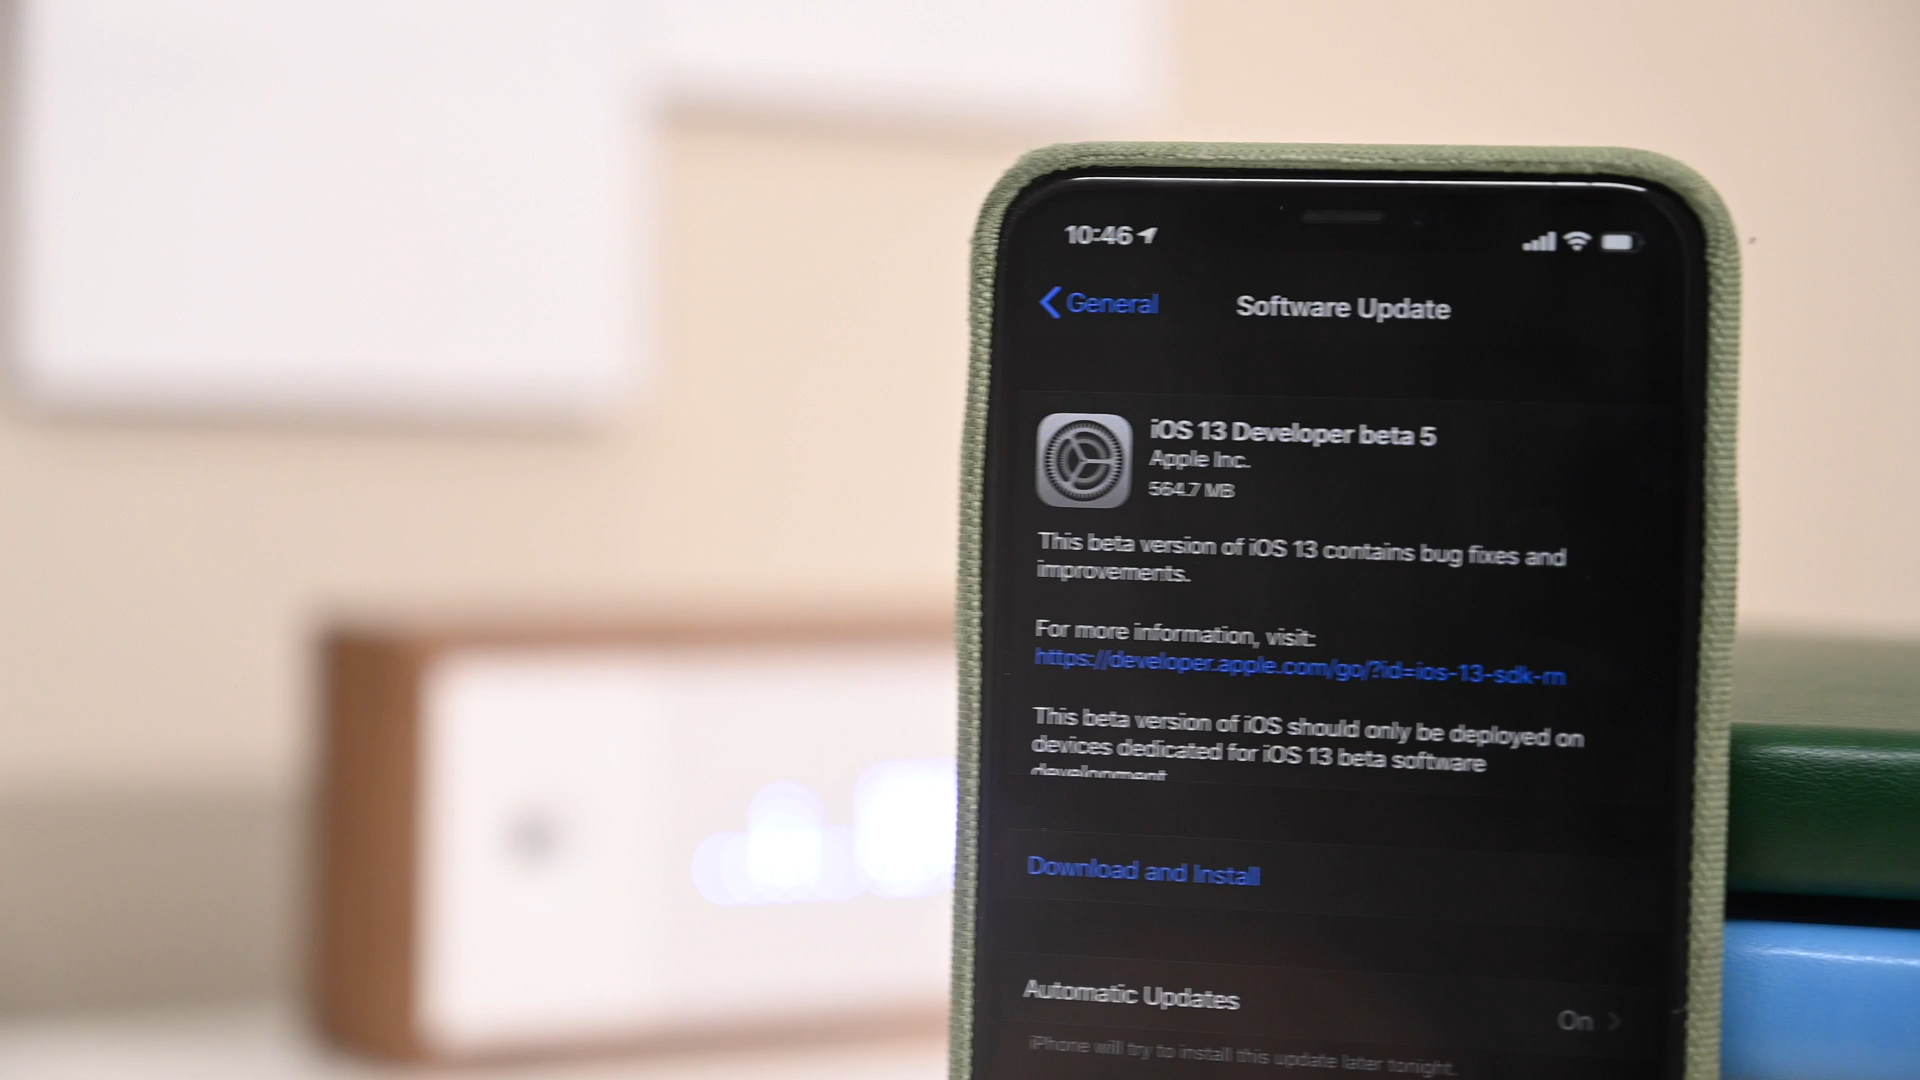 10:46
General
Software Update
iOS 13 Developer beta 5
Apple Inc.
564.7 MB
This beta version of iOS 13 contains bug fixes and
improvements.
For more information, visit:
https://developer.apple.com/go/?id=ios-13-sdk-rn
This beta version of iOS should only be deployed on
devices dedicated for iOS 13 beta software
development
Download and Install
Automatic Updates
On
iPhone will try to install this update later tonight.